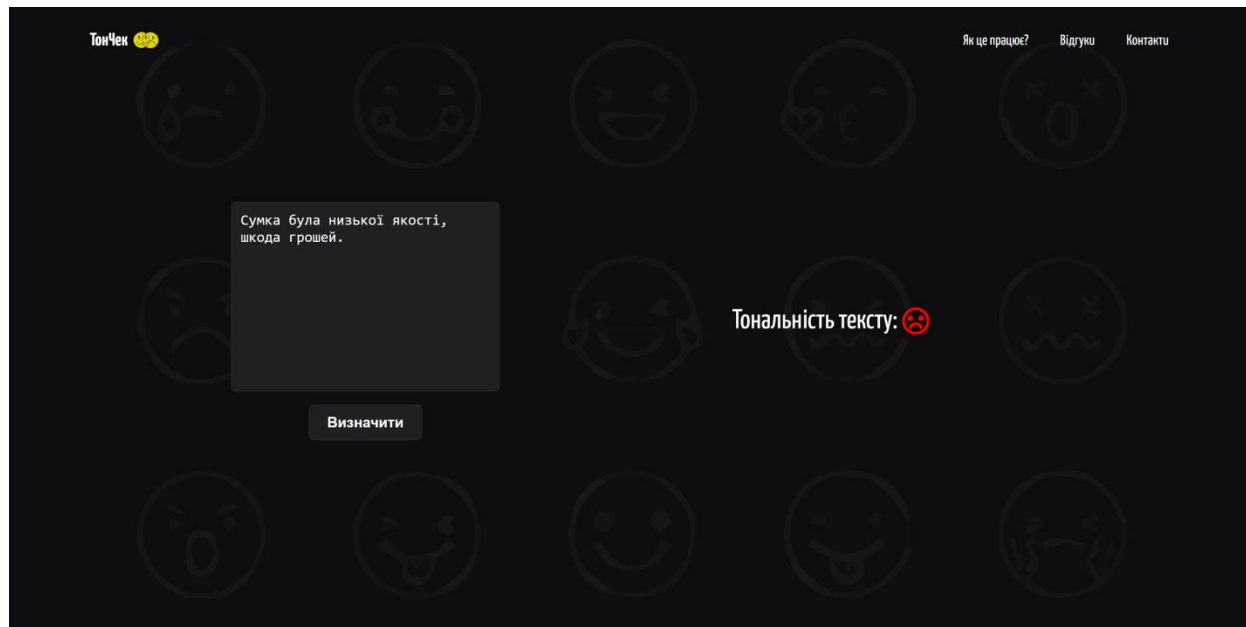 ТонЧек
Як це працює?
Відгуки
Контакти
Сумка була низької якості,
шкода грошей.
Тональність тексту:
Визначити